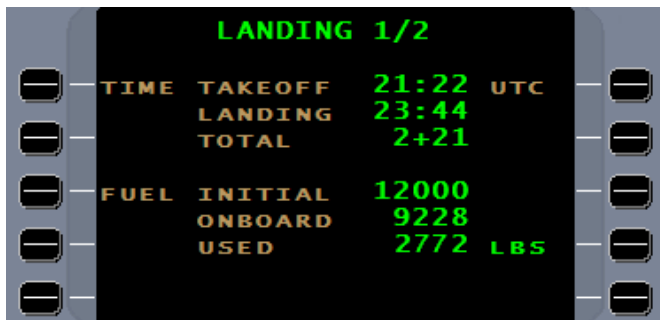 LANDING 1/2
TIME TAKEOFF 21:22 UTC
LANDING 23:44
TOTAL 2+21
FUEL INITIAL 12000
ONBOARD 9228
USED 2772 LBS